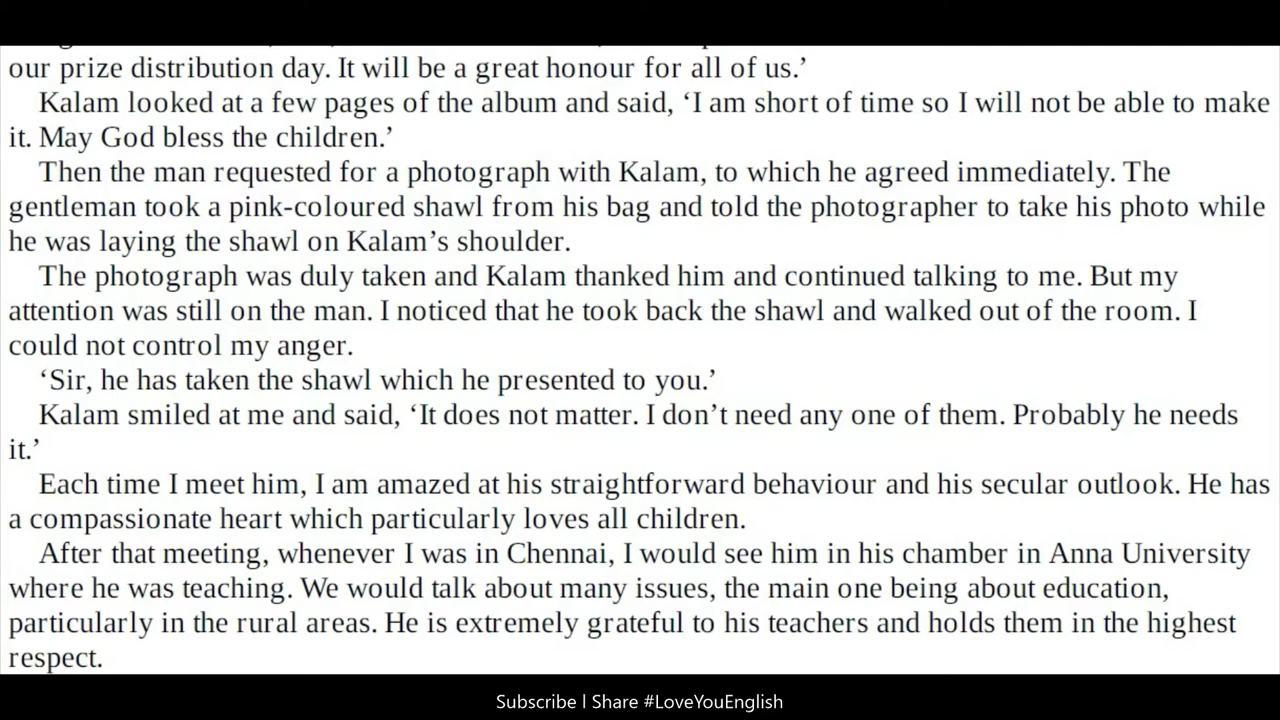 our prize distribution day. It will be a great honour for all of us.’
Kalam looked at a few pages of the album and said, ‘I am short of time so I will not be able to make
it. May God bless the children.’
Then the man requested for a photograph with Kalam, to which he agreed immediately. The
gentleman took a pink-coloured shawl from his bag and told the photographer to take his photo while
he was laying the shawl on Kalam’s shoulder.
The photograph was duly taken and Kalam thanked him and continued talking to me. But my
attention was still on the man. I noticed that he took back the shawl and walked out of the room. I
could not control my anger.
‘Sir, he has taken the shawl which he presented to you.’
Kalam smiled at me and said, ‘It does not matter. I don’t need any one of them. Probably he needs
it.’
Each time I meet him, I am amazed at his straightforward behaviour and his secular outlook. He has
a compassionate heart which particularly loves all children.
After that meeting, whenever I was in Chennai, I would see him in his chamber in Anna University
where he was teaching. We would talk about many issues, the main one being about education,
particularly in the rural areas. He is extremely grateful to his teachers and holds them in the highest
respect.
Subscribe | Share #LoveYouEnglish